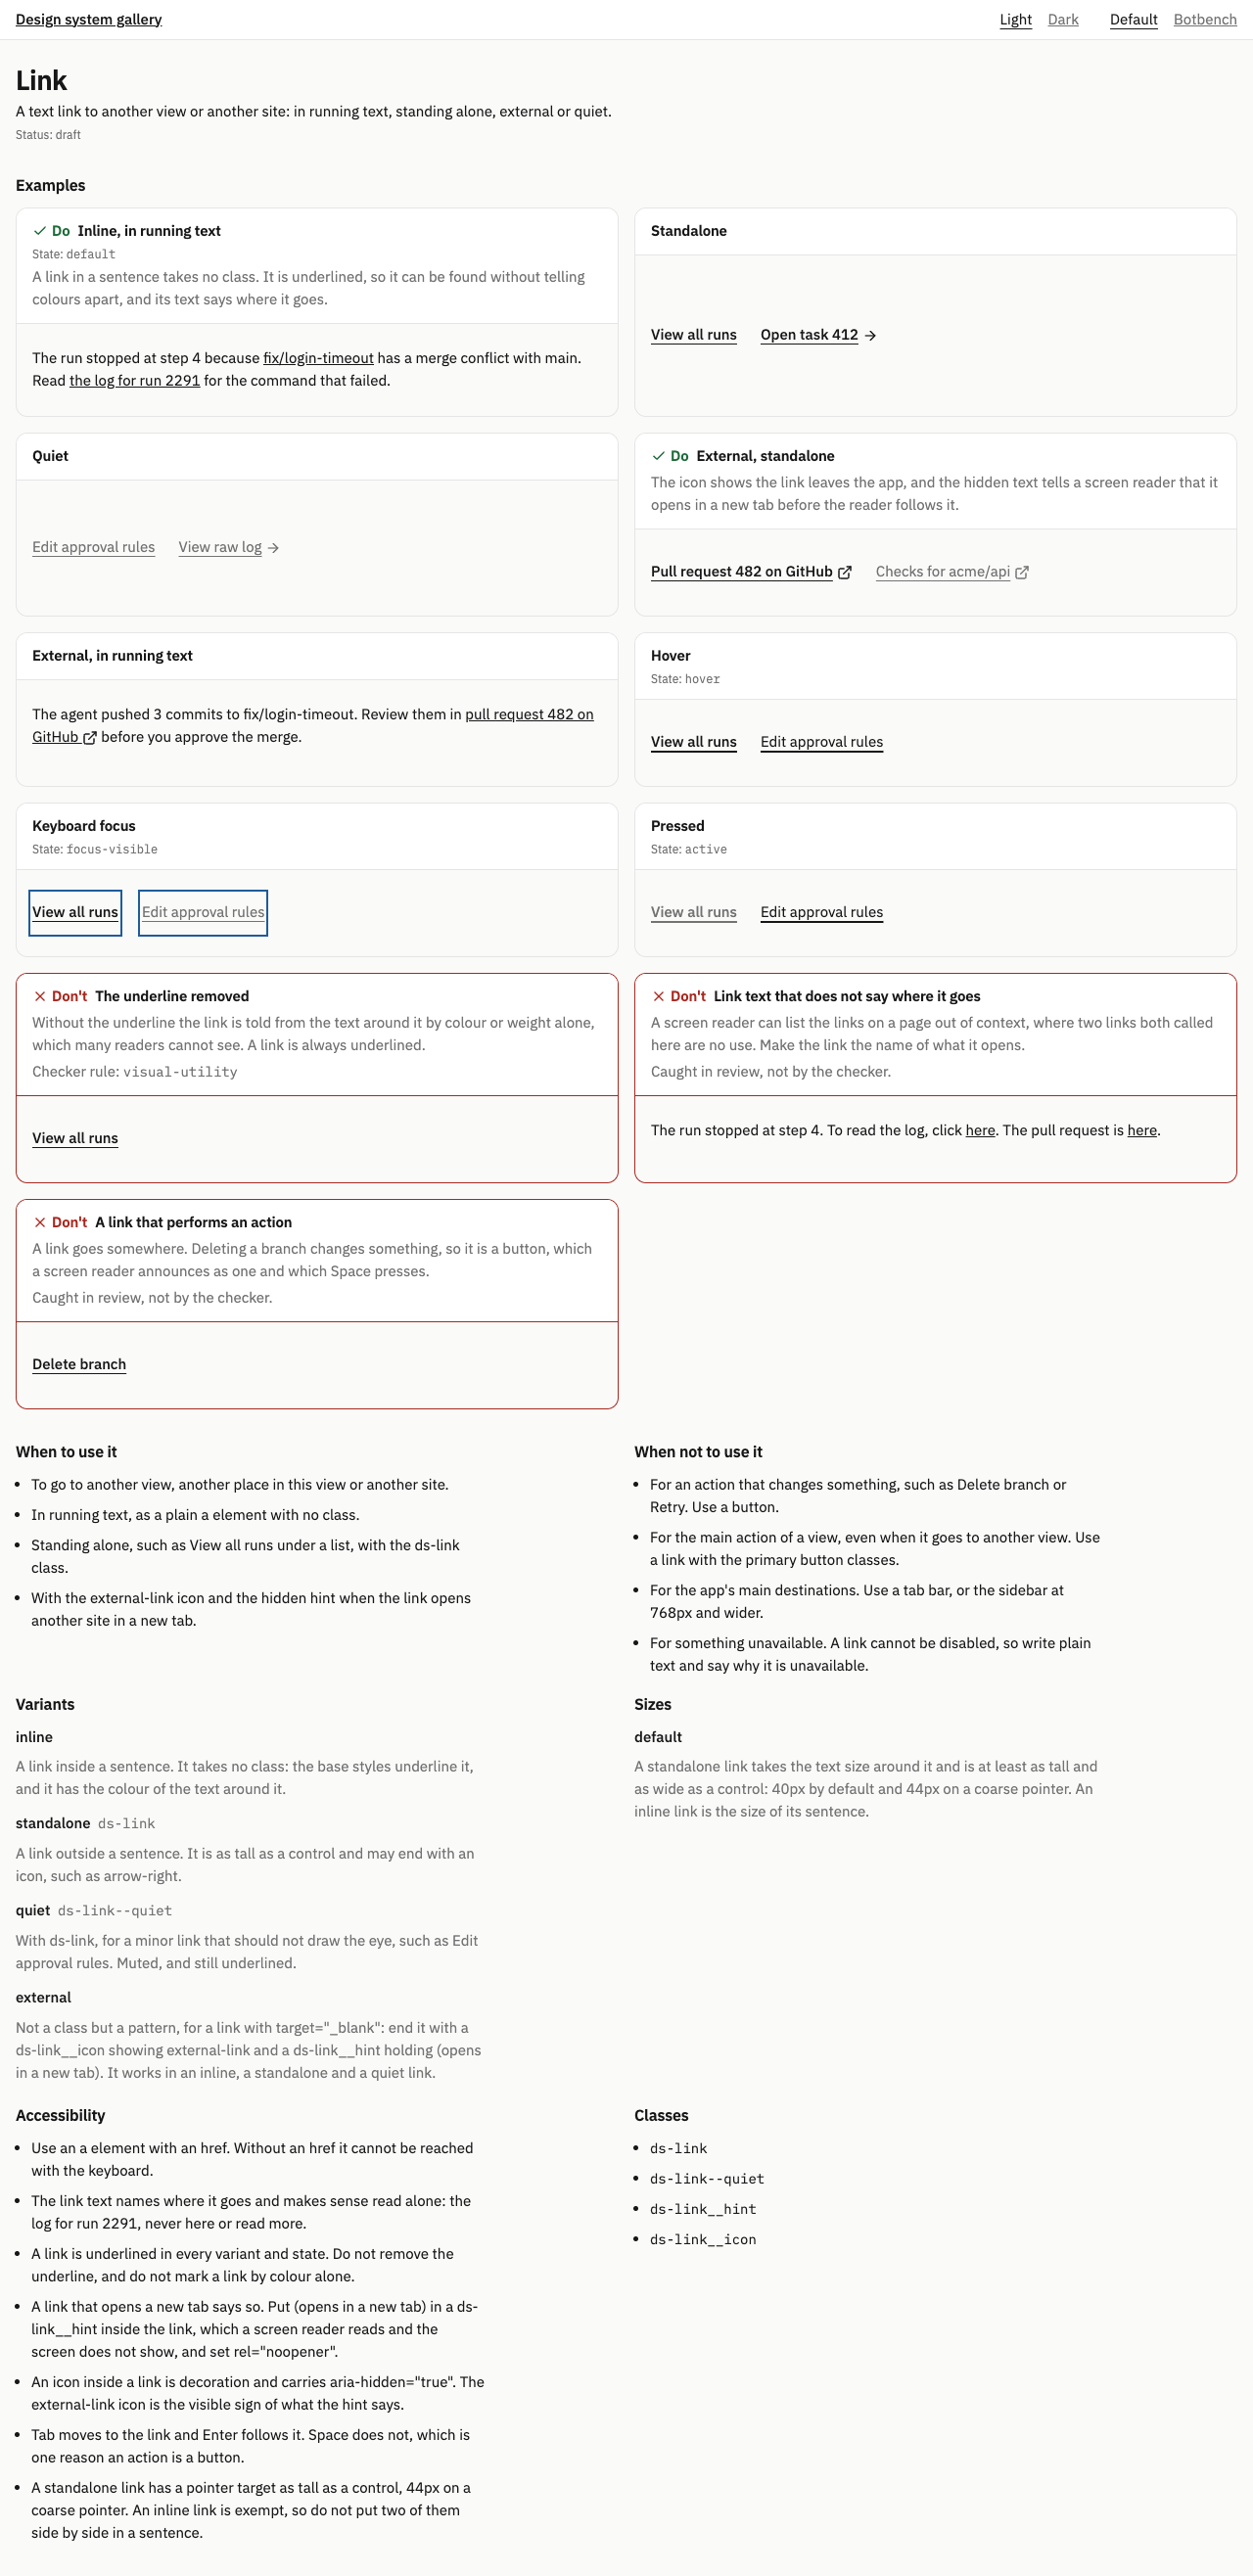 Design system gallery
Light Dark Default Botbench
Link
A text link to another view or another site: in running text, standing alone, external or quiet.
Status: draft
Examples
Do Inline, in running text
State: default
A link in a sentence takes no class. It is underlined, so it can be found without telling
colours apart, and its text says where it goes.
The run stopped at step 4 because fix/login-timeout has a merge conflict with main.
Read the log for run 2291 for the command that failed.
Standalone
View all runs Open task 412
Quiet
Edit approval rules View raw log
Do External, standalone
The icon shows the link leaves the app, and the hidden text tells a screen reader that it
opens in a new tab before the reader follows it.
Pull request 482 on GitHub Checks for acme/api
External, in running text
The agent pushed 3 commits to fix/login-timeout. Review them in pull request 482 on
GitHub before you approve the merge.
Hover
State: hover
View all runs Edit approval rules
Keyboard focus
State: focus-visible
View all runs Edit approval rules
Pressed
State: active
View all runs Edit approval rules
Don't The underline removed
Without the underline the link is told from the text around it by colour or weight alone,
which many readers cannot see. A link is always underlined.
Checker rule: visual-utility
View all runs
Don't Link text that does not say where it goes
A screen reader can list the links on a page out of context, where two links both called
here are no use. Make the link the name of what it opens.
Caught in review, not by the checker.
The run stopped at step 4. To read the log, click here. The pull request is here.
Don't A link that performs an action
A link goes somewhere. Deleting a branch changes something, so it is a button, which
a screen reader announces as one and which Space presses.
Caught in review, not by the checker.
Delete branch
When to use it
To go to another view, another place in this view or another site.
In running text, as a plain a element with no class.
Standing alone, such as View all runs under a list, with the ds-link
class.
With the external-link icon and the hidden hint when the link opens
another site in a new tab.
When not to use it
For an action that changes something, such as Delete branch or
Retry. Use a button.
For the main action of a view, even when it goes to another view. Use
a link with the primary button classes.
For the app's main destinations. Use a tab bar, or the sidebar at
768px and wider.
For something unavailable. A link cannot be disabled, so write plain
text and say why it is unavailable.
Variants
inline
A link inside a sentence. It takes no class: the base styles underline it,
and it has the colour of the text around it.
standalone ds-link
A link outside a sentence. It is as tall as a control and may end with an
icon, such as arrow-right.
quiet ds-link--quiet
With ds-link, for a minor link that should not draw the eye, such as Edit
approval rules. Muted, and still underlined.
external
Not a class but a pattern, for a link with target="_blank": end it with a
ds-link__icon showing external-link and a ds-link__hint holding (opens
in a new tab). It works in an inline, a standalone and a quiet link.
Sizes
default
A standalone link takes the text size around it and is at least as tall and
as wide as a control: 40px by default and 44px on a coarse pointer. An
inline link is the size of its sentence.
Accessibility
Use an a element with an href. Without an href it cannot be reached
with the keyboard.
The link text names where it goes and makes sense read alone: the
log for run 2291, never here or read more.
A link is underlined in every variant and state. Do not remove the
underline, and do not mark a link by colour alone.
A link that opens a new tab says so. Put (opens in a new tab) in a ds-
link__hint inside the link, which a screen reader reads and the
screen does not show, and set rel="noopener".
An icon inside a link is decoration and carries aria-hidden="true". The
external-link icon is the visible sign of what the hint says.
Tab moves to the link and Enter follows it. Space does not, which is
one reason an action is a button.
A standalone link has a pointer target as tall as a control, 44px on a
coarse pointer. An inline link is exempt, so do not put two of them
side by side in a sentence.
Classes
ds-link
ds-link--quiet
ds-link__hint
ds-link__icon